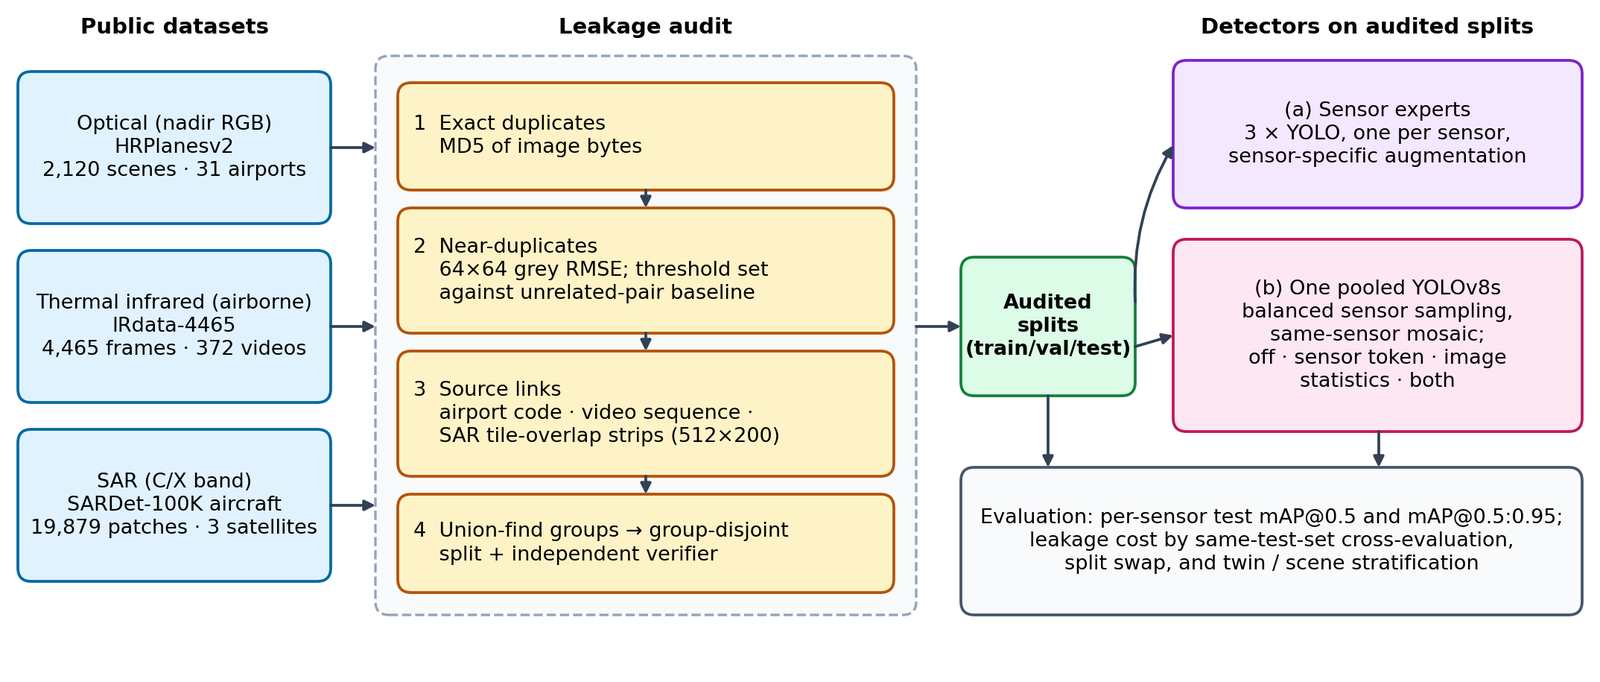 Public datasets
Optical (nadir RGB)
HRPlanesv2
2,120 scenes · 31 airports
Thermal infrared (airborne)
IRdata-4465
4,465 frames · 372 videos
SAR (C/X band)
SARDet-100K aircraft
19,879 patches · 3 satellites
Leakage audit
1 Exact duplicates
MD5 of image bytes
2 Near-duplicates
64×64 grey RMSE; threshold set
against unrelated-pair baseline
3 Source links
airport code · video sequence ·
SAR tile-overlap strips (512×200)
4 Union-find groups → group-disjoint
split + independent verifier
Audited
splits
(train/val/test)
Detectors on audited splits
(a) Sensor experts
3 × YOLO, one per sensor,
sensor-specific augmentation
(b) One pooled YOLOv8s
balanced sensor sampling,
same-sensor mosaic;
off · sensor token · image
statistics · both
Evaluation: per-sensor test mAP@0.5 and mAP@0.5:0.95;
leakage cost by same-test-set cross-evaluation,
split swap, and twin / scene stratification